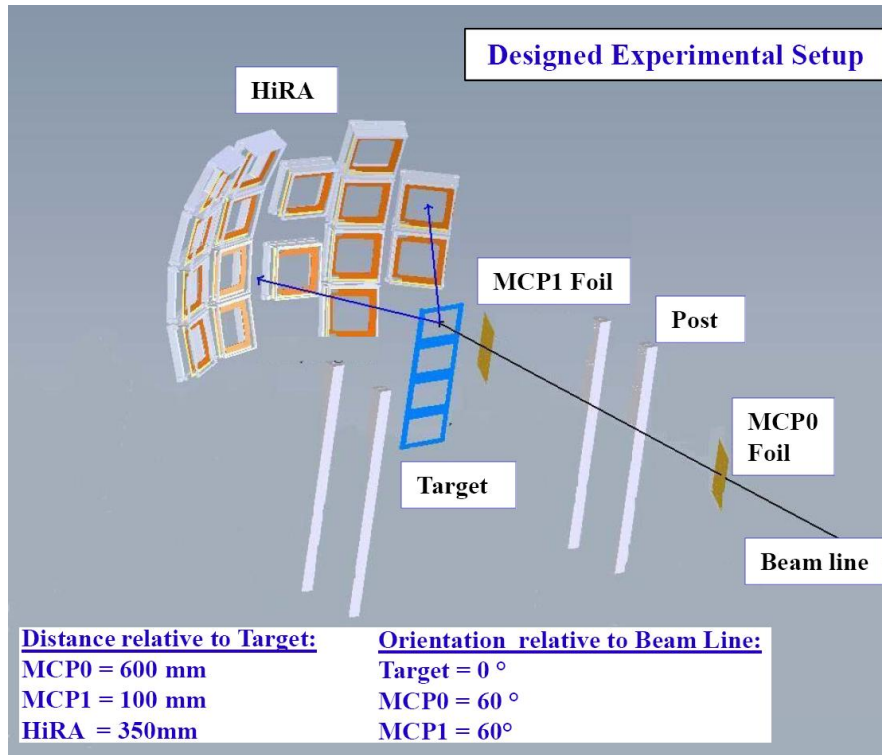 Designed Experimental Setup
HiRA
MCP1 Foil
Post
MCP0
Foil
Target
Beam line
Distance relative to Target:
MCP0 = 600 mm
MCP1 = 100 mm
HiRA = 350mm
Orientation relative to Beam Line:
Target = 0 °
MCP0 = 60 °
MCP1 = 60°